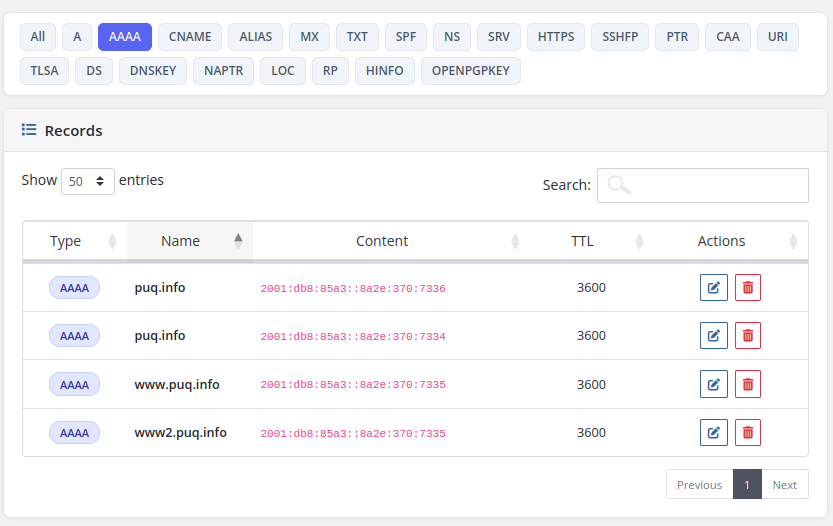 All A AAAA CNAME ALIAS MX TXT SPF NS SRV HTTPS SSHFP PTR CAA URI
TLSA DS DNSKEY NAPTR LOC RP HINFO OPENPGPKEY
Records
Show 50 entries
Search:
Type Name Content TTL Actions
AAAA puq.info 2001:db8:85a3::8a2e:370:7336 3600
AAAA puq.info 2001:db8:85a3::8a2e:370:7334 3600
AAAA www.puq.info 2001:db8:85a3::8a2e:370:7335 3600
AAAA www2.puq.info 2001:db8:85a3::8a2e:370:7335 3600
Previous 1 Next